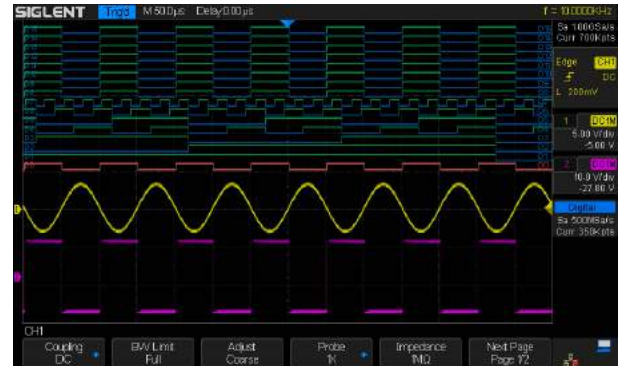 SIGLENT Trig'd M 50.0µs Delay:0.00µs f = 10.0000kHz
Sa 1.00GSa/s
Curr 700Kpts
Edge CH1
DC
L 200mV
1 DC1M
5.00 V/div
-5.00 V
2 DC1M
10.0 V/div
-27.80 V
Digital
Sa 500MSa/s
Curr 350Kpts
CH1
Coupling BW Limit Adjust Probe Impedance Next Page
DC Full Coarse 1X 1MΩ Page 1/2